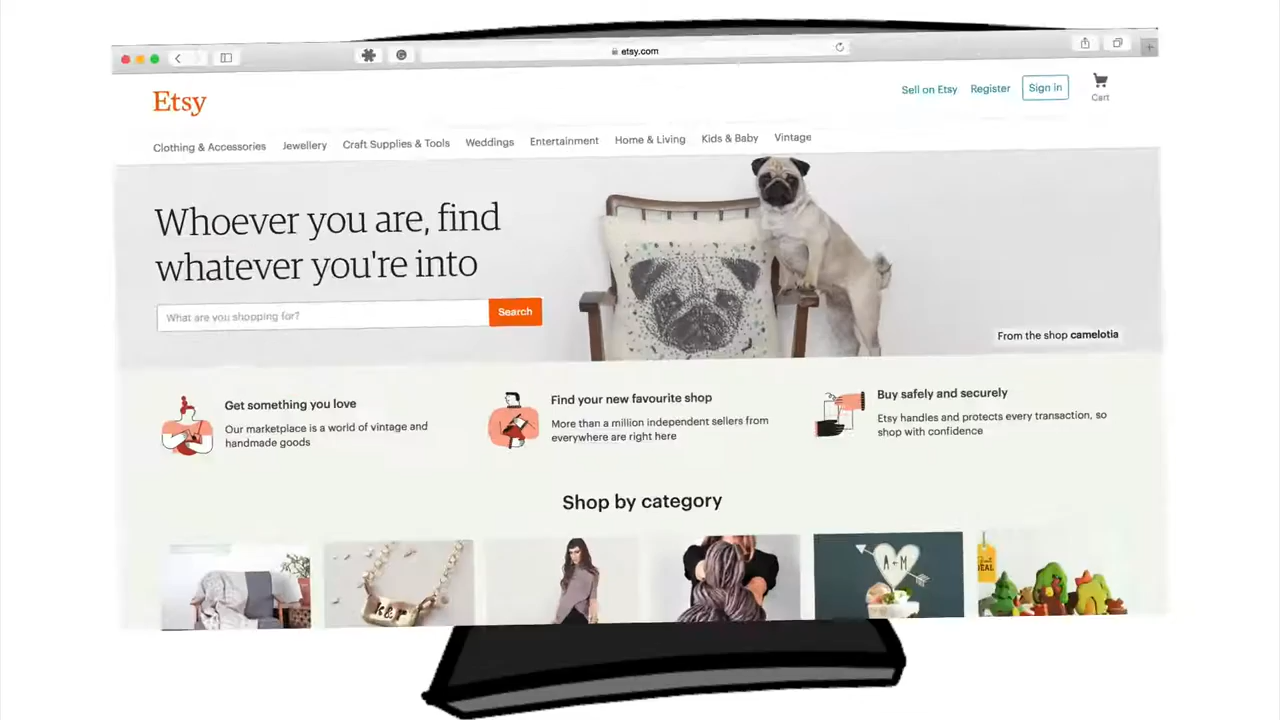 etsy.com
Etsy
Sell on Etsy
Register
Sign in
Cart
Clothing & Accessories
Jewellery
Craft Supplies & Tools
Weddings
Entertainment
Home & Living
Kids & Baby
Vintage
Whoever you are, find
whatever you're into
What are you shopping for?
Search
From the shop camelotia
Get something you love
Our marketplace is a world of vintage and
handmade goods
Find your new favourite shop
More than a million independent sellers from
everywhere are right here
Buy safely and securely
Etsy handles and protects every transaction, so
shop with confidence
Shop by category